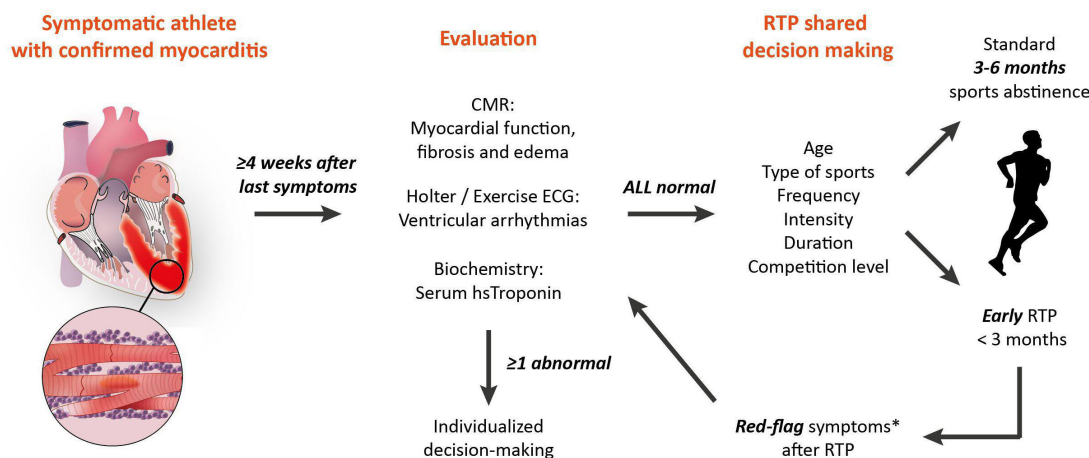 Symptomatic athlete
with confirmed myocarditis
≥4 weeks after
last symptoms
Evaluation
CMR:
Myocardial function,
fibrosis and edema
Holter / Exercise ECG:
Ventricular arrhythmias
Biochemistry:
Serum hsTroponin
≥1 abnormal
Individualized
decision-making
ALL normal
RTP shared
decision making
Age
Type of sports
Frequency
Intensity
Duration
Competition level
Standard
3-6 months
sports abstinence
Early RTP
< 3 months
Red-flag symptoms*
after RTP